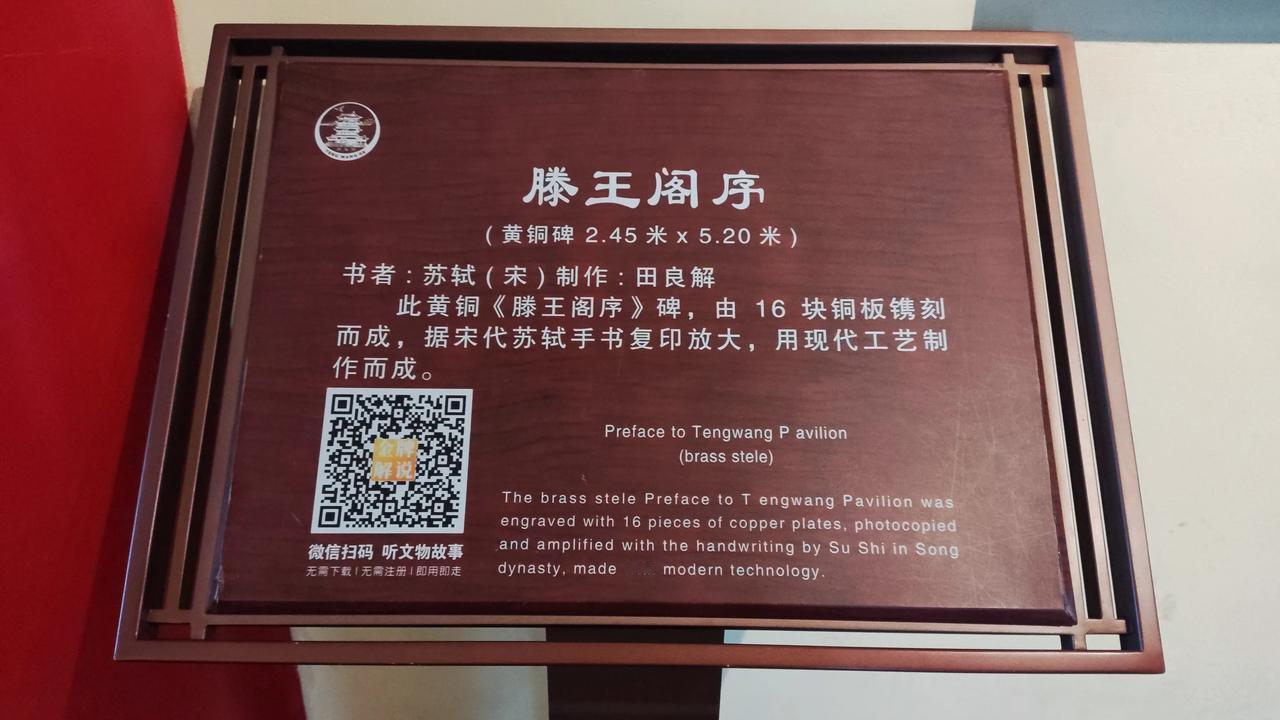 滕王阁序
（黄铜碑 2.45 米 x 5.20 米）
书者：苏轼（宋）制作：田良解
此黄铜《滕王阁序》碑，由 16 块铜板镌刻
而成，据宋代苏轼手书复印放大，用现代工艺制
作而成。
金牌
解说
微信扫码 听文物故事
无需下载 | 无需注册 | 即用即走
Preface to Tengwang P avilion
(brass stele)
The brass stele Preface to T engwang Pavilion was
engraved with 16 pieces of copper plates, photocopied
and amplified with the handwriting by Su Shi in Song
dynasty, made modern technology.